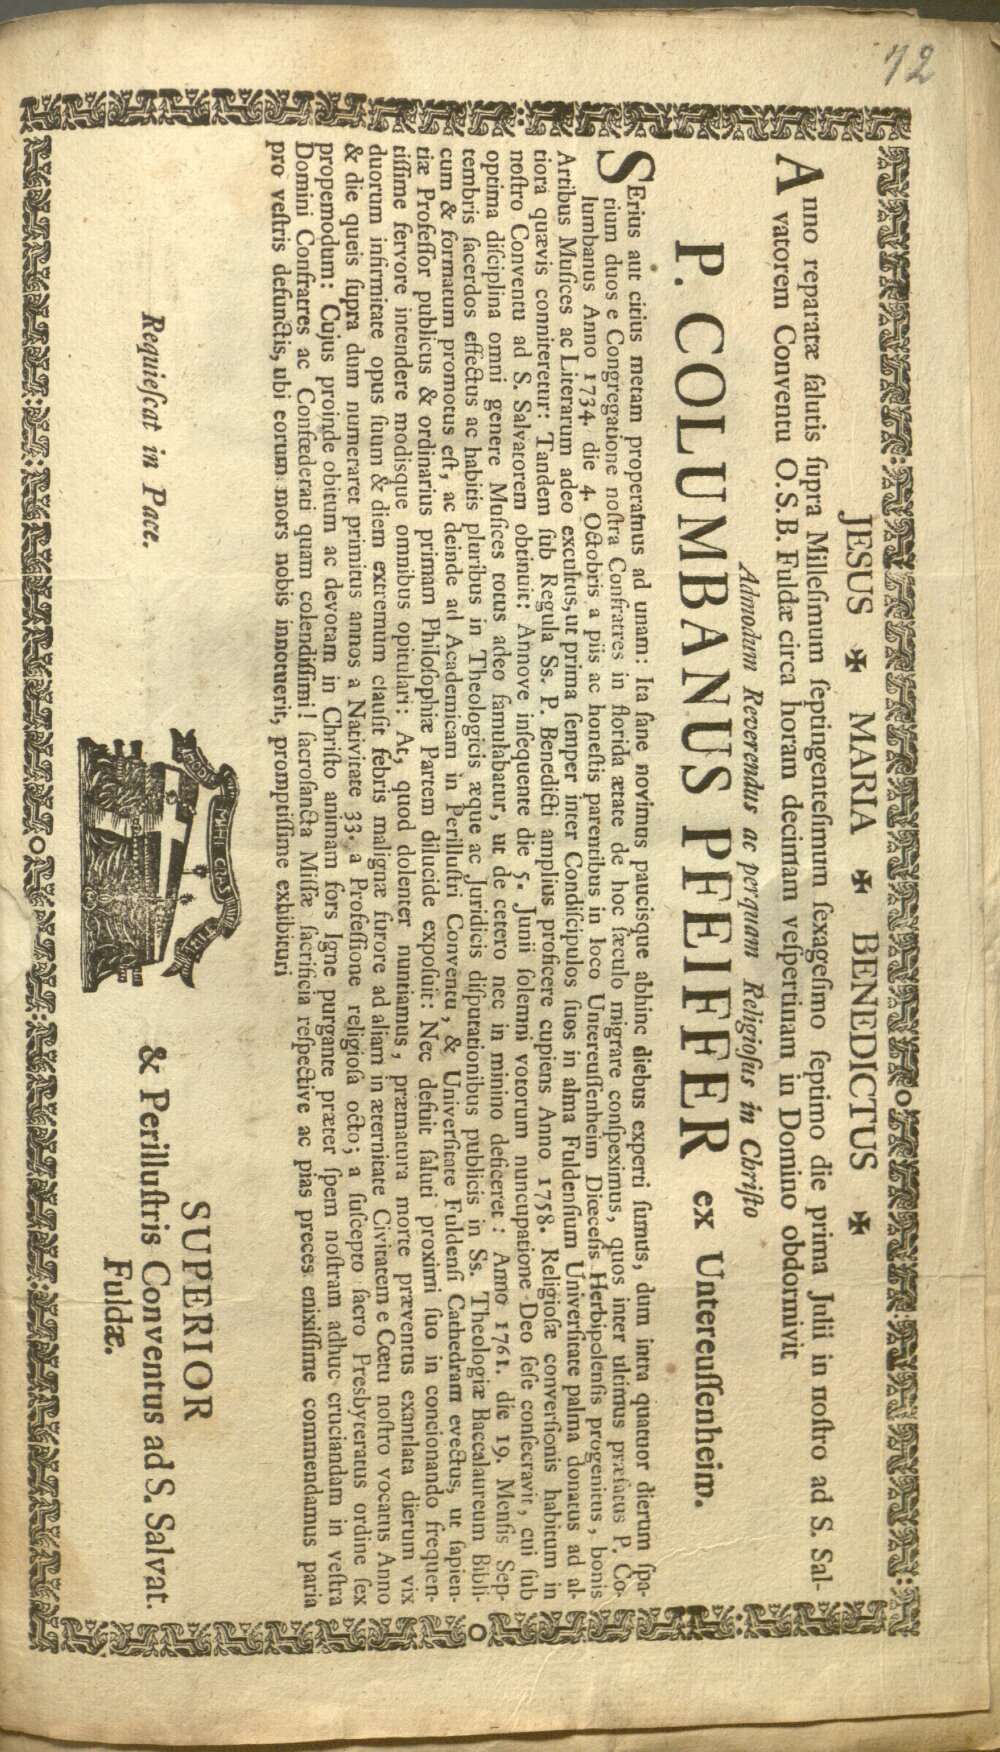 72
JESUS ✠ MARIA ✠ BENEDICTUS ✠
Anno reparatæ ſalutis ſupra Milleſimum ſeptingenteſimum ſexageſimo ſeptimo die prima Julii in noſtro ad S. Sal-
vatorem Conventu O.S.B. Fuldæ circa horam decimam veſpertinam in Domino obdormivit
Admodum Reverendus ac perquam Religioſus in Chriſto
P. COLUMBANUS PFEIFFER ex Untereuſſenheim.
SErius aut citius metam properamus ad unam: Ita ſane novimus pauciſque abhinc diebus experti ſumus, dum intra quatuor dierum ſpa-
tium duos e Congregatione noſtra Confratres in florida ætate de hoc ſæculo migrare conſpeximus, quos inter ultimus præfatus P. Co-
lumbanus Anno 1734. die 4. Octobris a piis ac honeſtis parentibus in loco Untereuſſenheim Diœceſis Herbipolenſis progenitus, bonis
Artibus Muſices ac Literarum adeo excultus, ut prima ſemper inter Condiſcipulos ſuos in alma Fuldenſium Univerſitate palma donatus ad al-
tiora quævis conniteretur: Tandem ſub Regula Ss. P. Benedicti amplius proficere cupiens Anno 1758. Religioſæ converſionis habitum in
noſtro Conventu ad S. Salvatorem obtinuit: Annove inſequente die 5. Junii ſolemni votorum nuncupatione Deo ſeſe conſecravit, cui ſub
optima diſciplina omni genere Muſices totus adeo famulabatur, ut de cetero nec in minino deficeret: Anno 1761. die 19. Menſis Sep-
tembris ſacerdos effectus ac habitis pluribus in Theologicis æque ac Juridicis diſputationibus publicis in Ss. Theologiæ Baccalaureum Bibli-
cum & formatum promotus eſt, ac deinde ad Academicam in Perilluſtri Conventu, & Univerſitate Fuldenſi Cathedram evectus, ut ſapien-
tiæ Profeſſor publicus & ordinarius primam Philoſophiæ Partem dilucide expoſuit: Nec defuit ſaluti proximi ſuo in concionando frequen-
tiſſime fervore intendere modiſque omnibus opitulari: At, quod dolenter nuntiamus, præmatura morte præventus exantlata dierum vix
duorum infirmitate opus ſuum & diem extremum clauſit febris malignæ furore ad aliam in æternitate Civitatem e Cœtu noſtro vocatus Anno
& die queis ſupra dum numeraret primitus annos a Nativitate 33. a Profeſſione religioſa octo; a ſuſcepto ſacro Presbyteratus ordine ſex
propemodum: Cujus proinde obitum ac devotam in Chriſto animam fors Igne purgante præter ſpem noſtram adhuc cruciandam in veſtra
Domini Confratres ac Confœderati quam colendiſſimi! ſacroſancta Miſſæ ſacrificia reſpective ac pias preces enixiſſime commendamus paria
pro veſtris defunctis, ubi eorum mors nobis innotuerit, promptiſſime exhibituri
Requieſcat in Pace.
HODIE MIHI CRAS TIBI
SUPERIOR
& Perilluſtris Conventus ad S. Salvat.
Fuldæ.